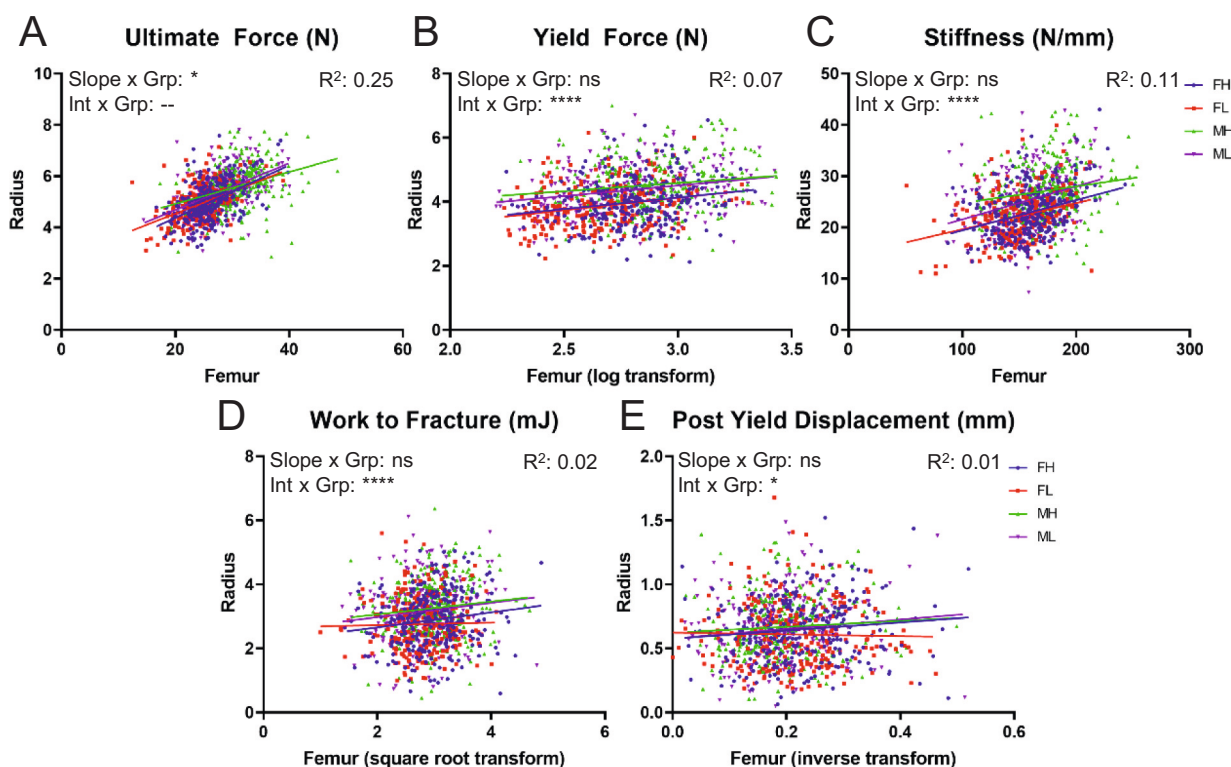 A
Ultimate Force (N)
Slope x Grp: *
Int x Grp: --
R²: 0.25
10
8
6
4
2
0
Radius
0
20
40
60
Femur
B
Yield Force (N)
Slope x Grp: ns
Int x Grp: ****
R²: 0.07
8
6
4
2
0
Radius
2.0
2.5
3.0
3.5
Femur (log transform)
C
Stiffness (N/mm)
Slope x Grp: ns
Int x Grp: ****
R²: 0.11
50
40
30
20
10
0
Radius
0
100
200
300
Femur
FH
FL
MH
ML
D
Work to Fracture (mJ)
Slope x Grp: ns
Int x Grp: ****
R²: 0.02
8
6
4
2
0
Radius
0
2
4
6
Femur (square root transform)
E
Post Yield Displacement (mm)
Slope x Grp: ns
Int x Grp: *
R²: 0.01
2.0
1.5
1.0
0.5
0.0
Radius
0.0
0.2
0.4
0.6
Femur (inverse transform)
FH
FL
MH
ML